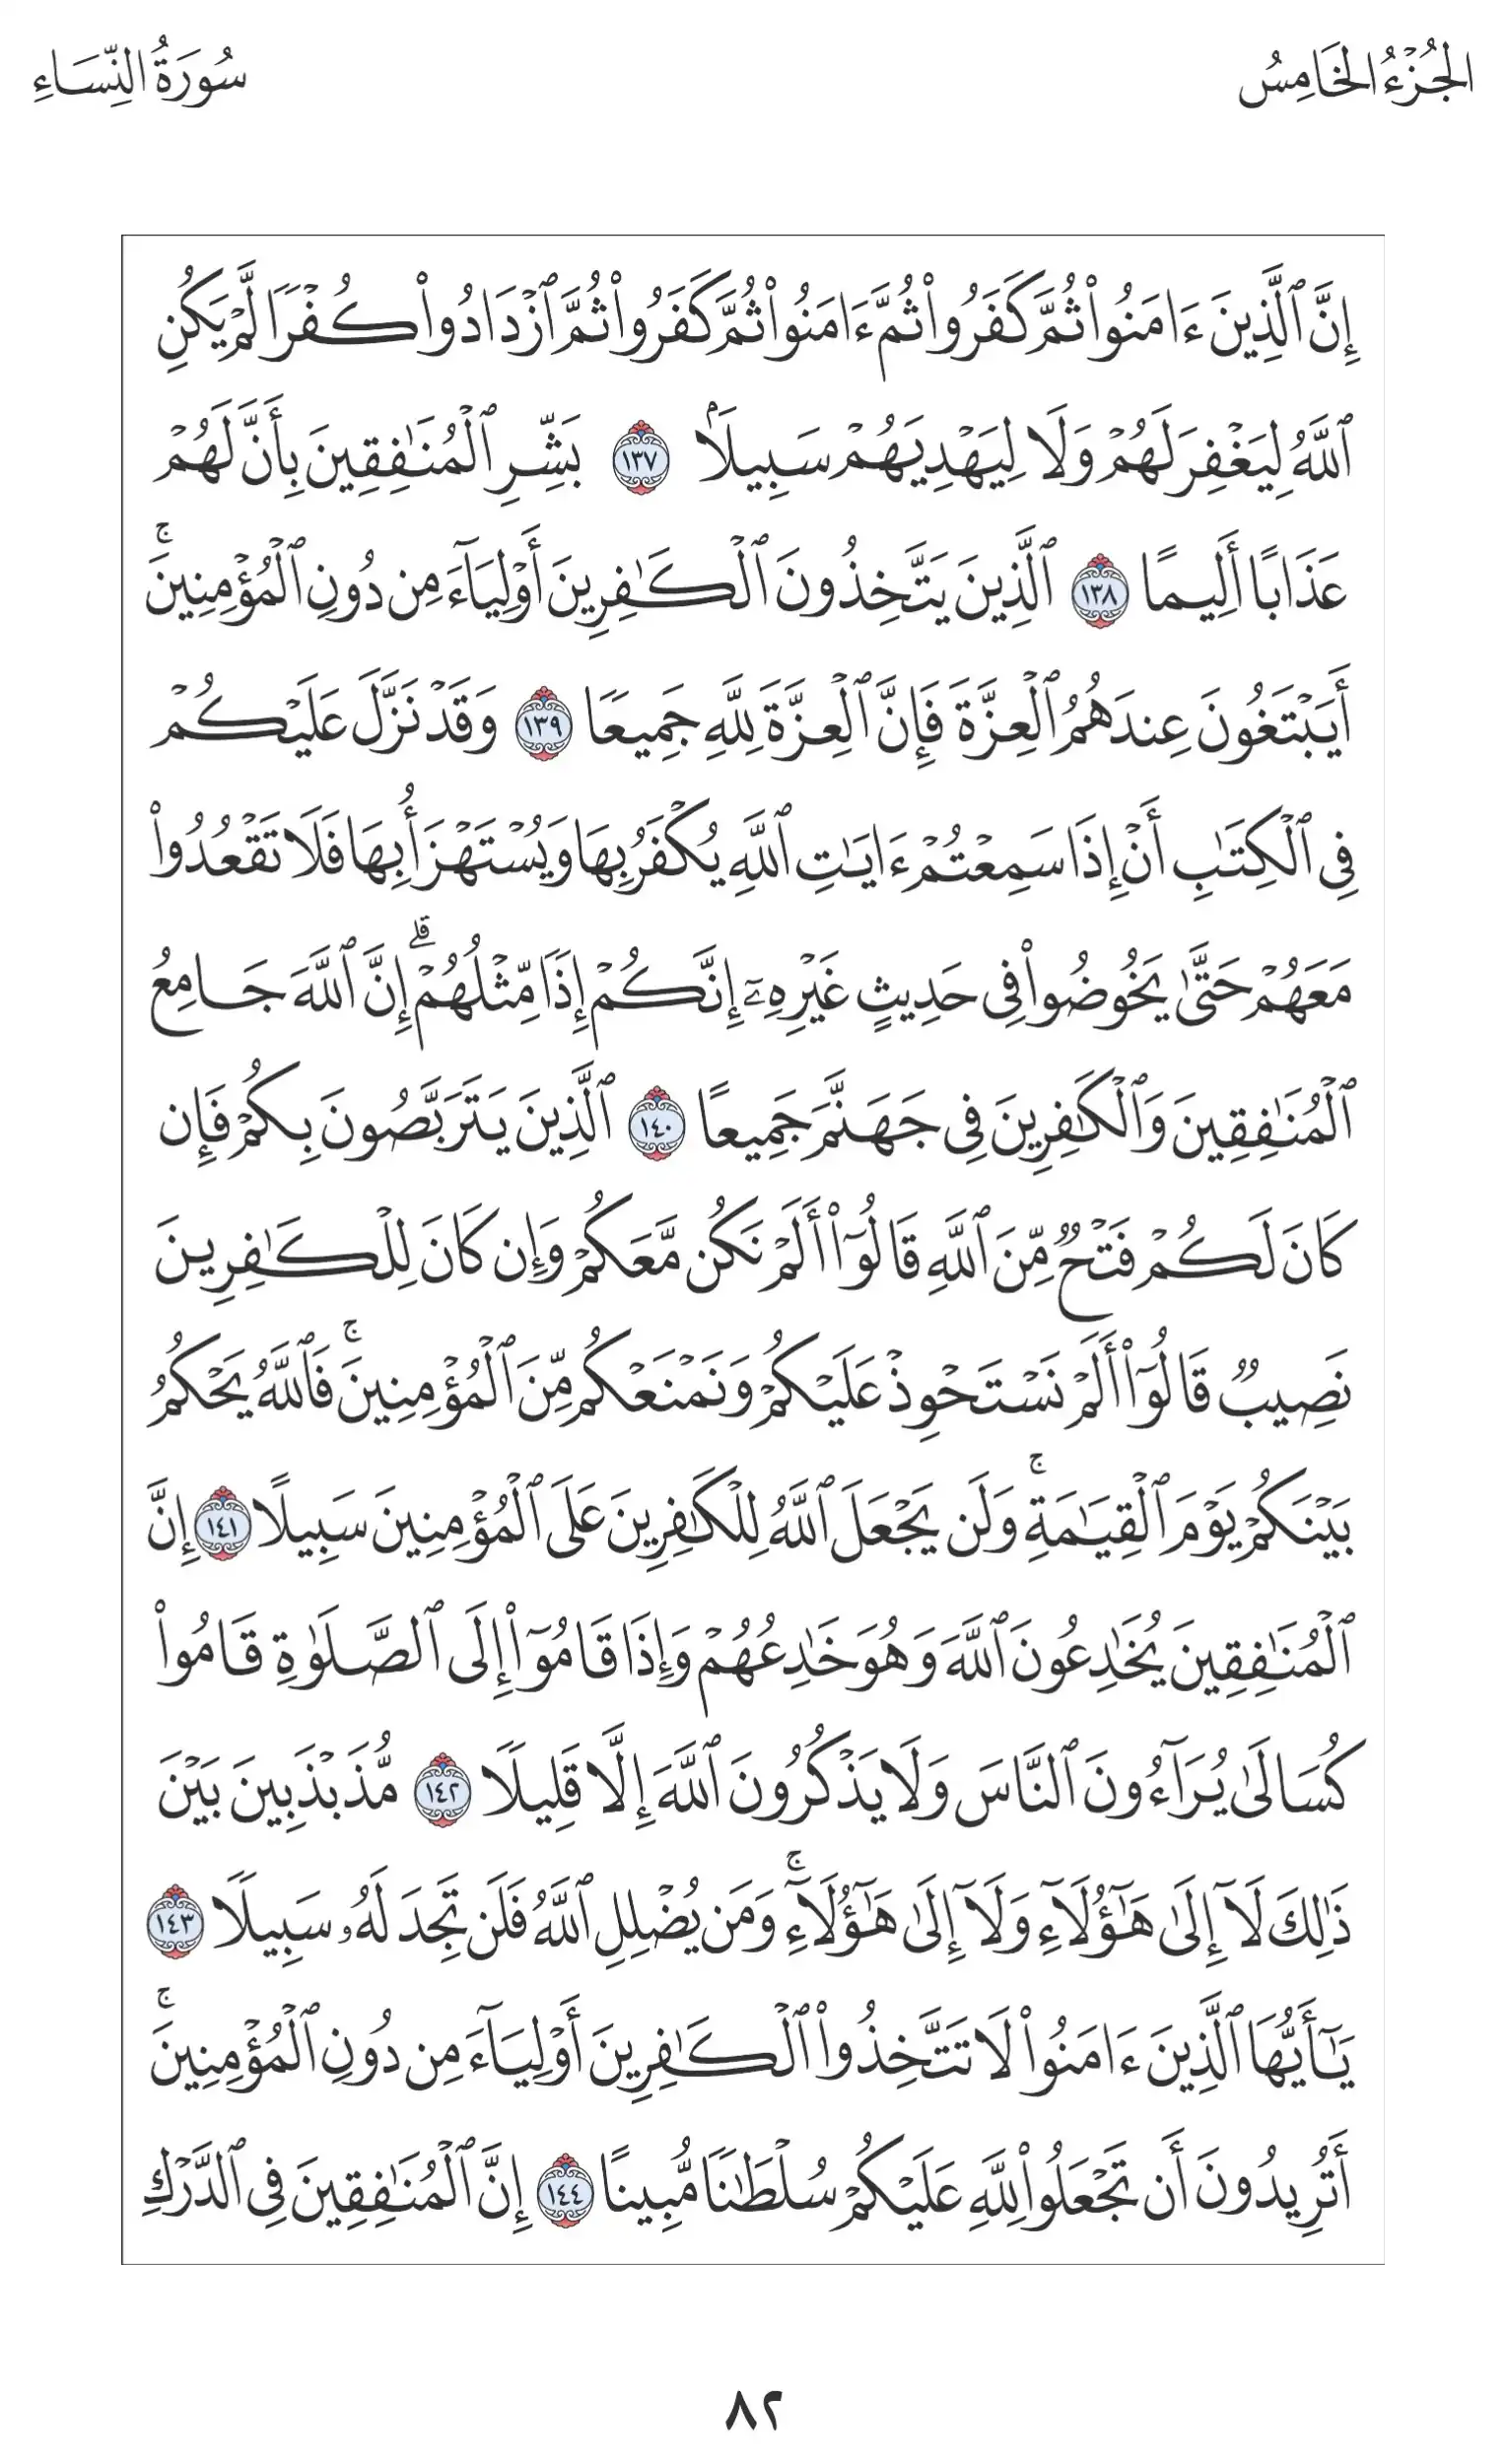 الجُزْءُ الخَامِسُ
سُورَةُ النِّسَاءِ
إِنَّ ٱلَّذِينَ ءَامَنُوا۟ ثُمَّ كَفَرُوا۟ ثُمَّ ءَامَنُوا۟ ثُمَّ كَفَرُوا۟ ثُمَّ ٱزْدَادُوا۟ كُفْرًا لَّمْ يَكُنِ
ٱللَّهُ لِيَغْفِرَ لَهُمْ وَلَا لِيَهْدِيَهُمْ سَبِيلَۢا ١٣٧ بَشِّرِ ٱلْمُنَٰفِقِينَ بِأَنَّ لَهُمْ
عَذَابًا أَلِيمًا ١٣٨ ٱلَّذِينَ يَتَّخِذُونَ ٱلْكَٰفِرِينَ أَوْلِيَآءَ مِن دُونِ ٱلْمُؤْمِنِينَۚ
أَيَبْتَغُونَ عِندَهُمُ ٱلْعِزَّةَ فَإِنَّ ٱلْعِزَّةَ لِلَّهِ جَمِيعًا ١٣٩ وَقَدْ نَزَّلَ عَلَيْكُمْ
فِى ٱلْكِتَٰبِ أَنْ إِذَا سَمِعْتُمْ ءَايَٰتِ ٱللَّهِ يُكْفَرُ بِهَا وَيُسْتَهْزَأُ بِهَا فَلَا تَقْعُدُوا۟
مَعَهُمْ حَتَّىٰ يَخُوضُوا۟ فِى حَدِيثٍ غَيْرِهِۦٓ إِنَّكُمْ إِذًا مِّثْلُهُمْۗ إِنَّ ٱللَّهَ جَامِعُ
ٱلْمُنَٰفِقِينَ وَٱلْكَٰفِرِينَ فِى جَهَنَّمَ جَمِيعًا ١٤٠ ٱلَّذِينَ يَتَرَبَّصُونَ بِكُمْ فَإِن
كَانَ لَكُمْ فَتْحٌ مِّنَ ٱللَّهِ قَالُوٓا۟ أَلَمْ نَكُن مَّعَكُمْ وَإِن كَانَ لِلْكَٰفِرِينَ
نَصِيبٌ قَالُوٓا۟ أَلَمْ نَسْتَحْوِذْ عَلَيْكُمْ وَنَمْنَعْكُم مِّنَ ٱلْمُؤْمِنِينَۚ فَٱللَّهُ يَحْكُمُ
بَيْنَكُمْ يَوْمَ ٱلْقِيَٰمَةِۚ وَلَن يَجْعَلَ ٱللَّهُ لِلْكَٰفِرِينَ عَلَى ٱلْمُؤْمِنِينَ سَبِيلًا ١٤١ إِنَّ
ٱلْمُنَٰفِقِينَ يُخَٰدِعُونَ ٱللَّهَ وَهُوَ خَٰدِعُهُمْ وَإِذَا قَامُوٓا۟ إِلَى ٱلصَّلَوٰةِ قَامُوا۟
كُسَالَىٰ يُرَآءُونَ ٱلنَّاسَ وَلَا يَذْكُرُونَ ٱللَّهَ إِلَّا قَلِيلًا ١٤٢ مُّذَبْذَبِينَ بَيْنَ
ذَٰلِكَ لَآ إِلَىٰ هَٰٓؤُلَآءِ وَلَآ إِلَىٰ هَٰٓؤُلَآءِۚ وَمَن يُضْلِلِ ٱللَّهُ فَلَن تَجِدَ لَهُۥ سَبِيلًا ١٤٣
يَٰٓأَيُّهَا ٱلَّذِينَ ءَامَنُوا۟ لَا تَتَّخِذُوا۟ ٱلْكَٰفِرِينَ أَوْلِيَآءَ مِن دُونِ ٱلْمُؤْمِنِينَۚ
أَتُرِيدُونَ أَن تَجْعَلُوا۟ لِلَّهِ عَلَيْكُمْ سُلْطَٰنًا مُّبِينًا ١٤٤ إِنَّ ٱلْمُنَٰفِقِينَ فِى ٱلدَّرْكِ
٨٢